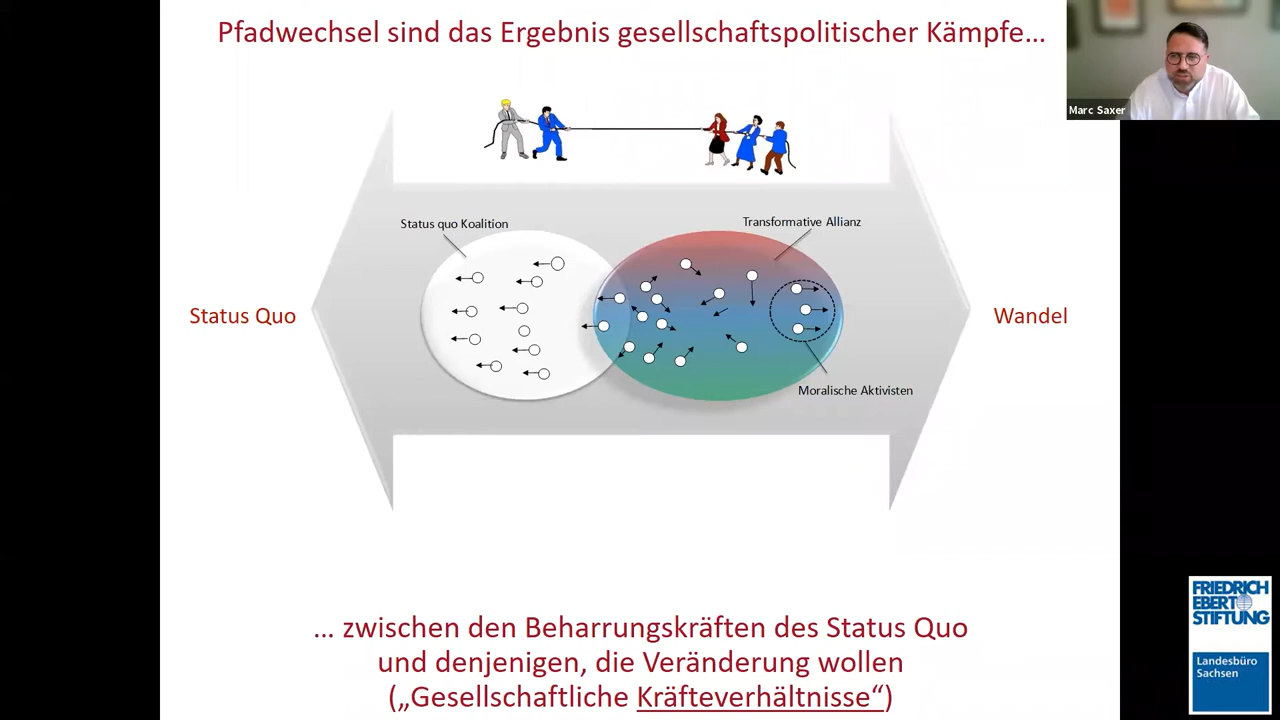 Pfadwechsel sind das Ergebnis gesellschaftspolitischer Kämpfe...
Marc Saxer
Status quo Koalition
Transformative Allianz
Status Quo
Wandel
Moralische Aktivisten
... zwischen den Beharrungskräften des Status Quo
und denjenigen, die Veränderung wollen
(„Gesellschaftliche Kräfteverhältnisse“)
FRIEDRICH
EBERT
STIFTUNG
Landesbüro
Sachsen